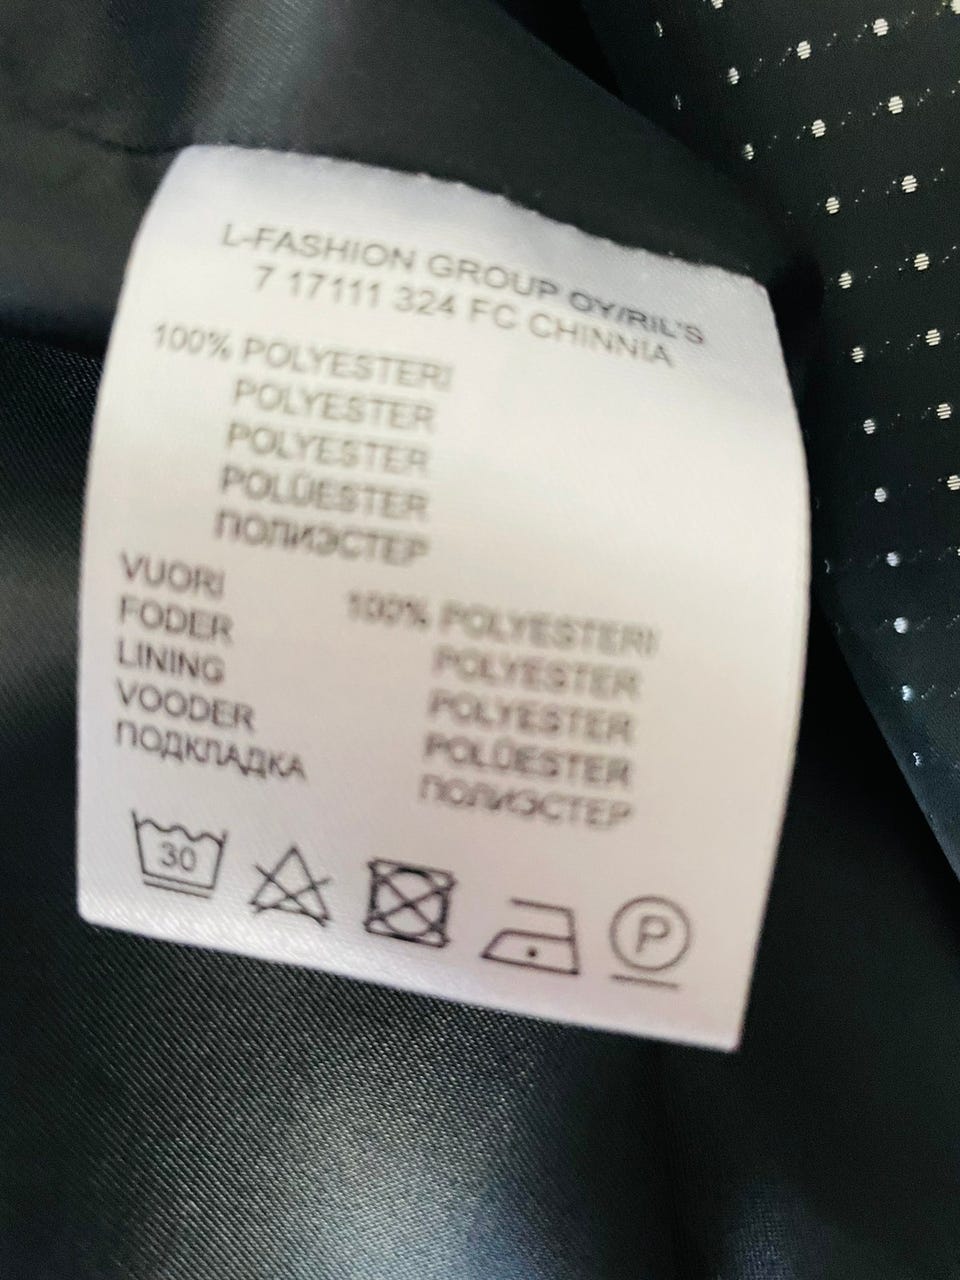 L-FASHION GROUP OY/RIL'S
7 17111 324 FC CHINNIA
100% POLYESTERI
POLYESTER
POLYESTER
POLÜESTER
ПОЛИЭСТЕР
VUORI 100% POLYESTERI
FODER POLYESTER
LINING POLYESTER
VOODER POLÜESTER
ПОДКЛАДКА ПОЛИЭСТЕР
30
P